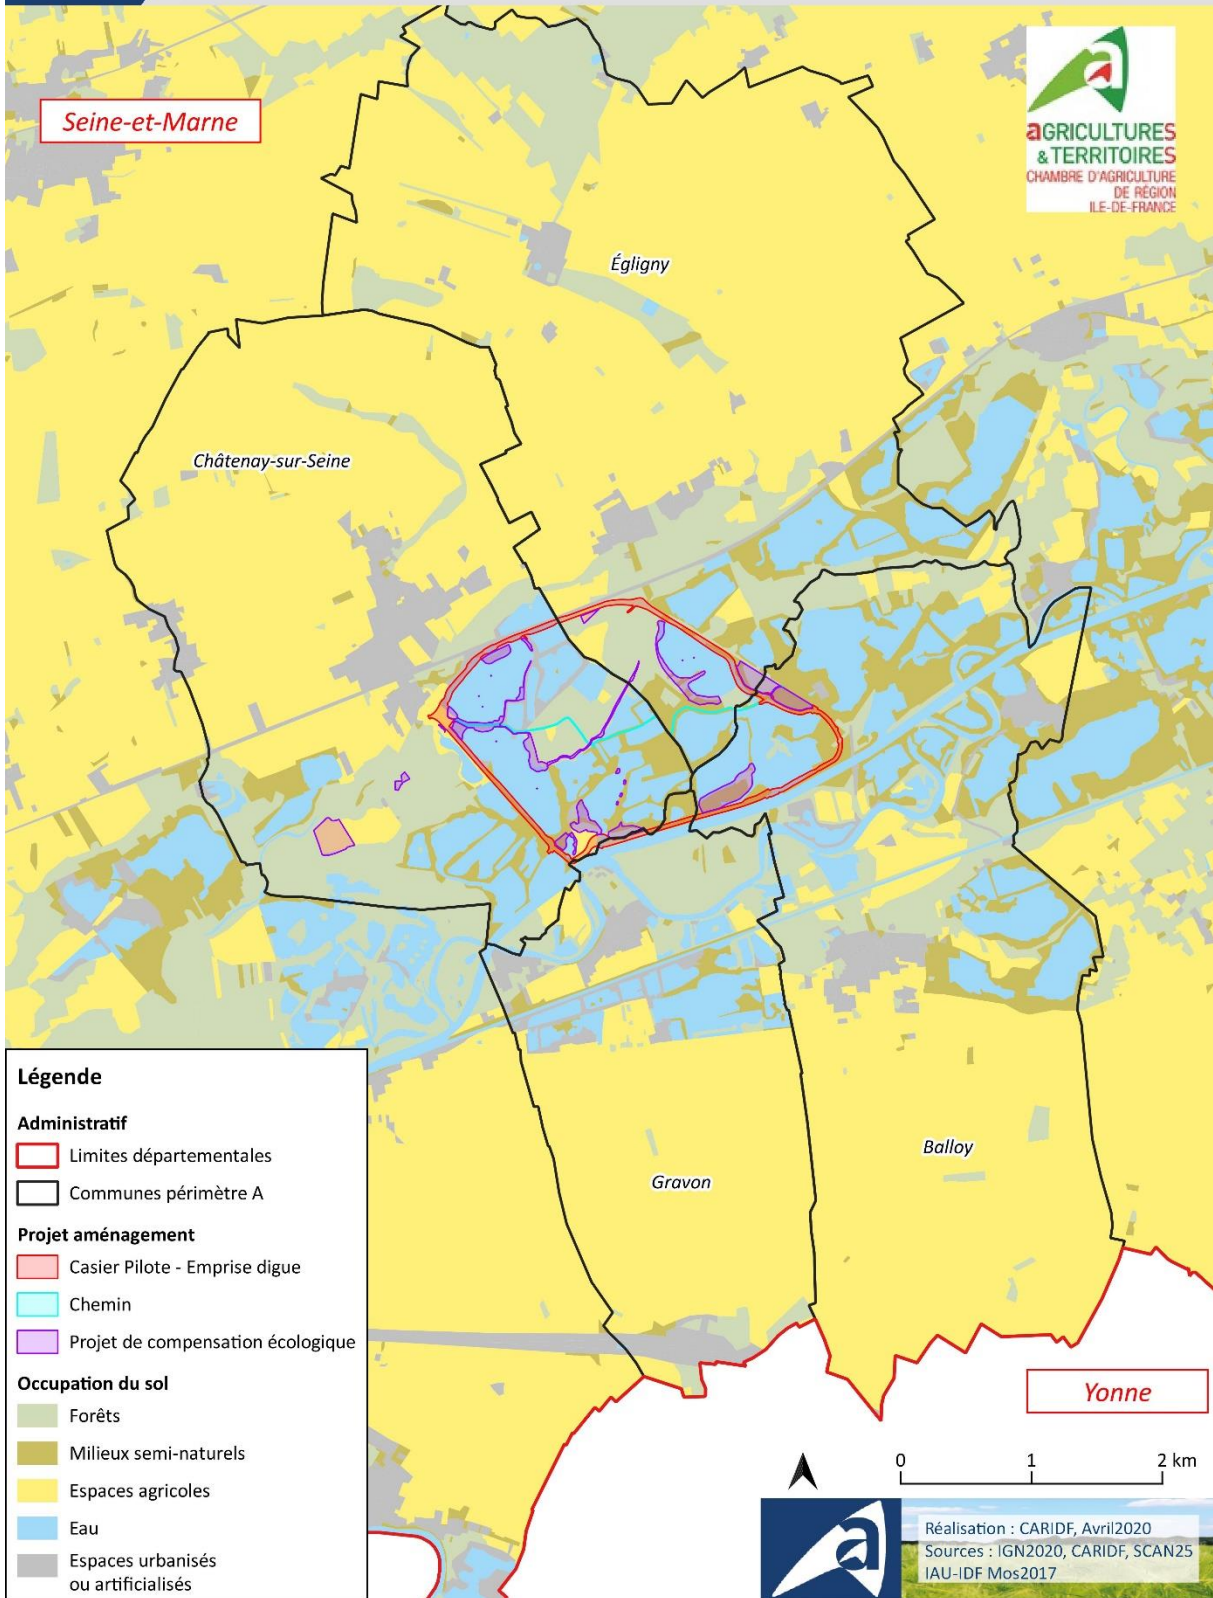 Seine-et-Marne
aGRICULTURES
& TERRITOIRES
CHAMBRE D'AGRICULTURE
DE RÉGION
ILE-DE-FRANCE
Égligny
Châtenay-sur-Seine
Gravon
Balloy
Légende
Administratif
Limites départementales
Communes périmètre A
Projet aménagement
Casier Pilote - Emprise digue
Chemin
Projet de compensation écologique
Occupation du sol
Forêts
Milieux semi-naturels
Espaces agricoles
Eau
Espaces urbanisés
ou artificialisés
Yonne
0 1 2 km
Réalisation : CARIDF, Avril2020
Sources : IGN2020, CARIDF, SCAN25
IAU-IDF Mos2017